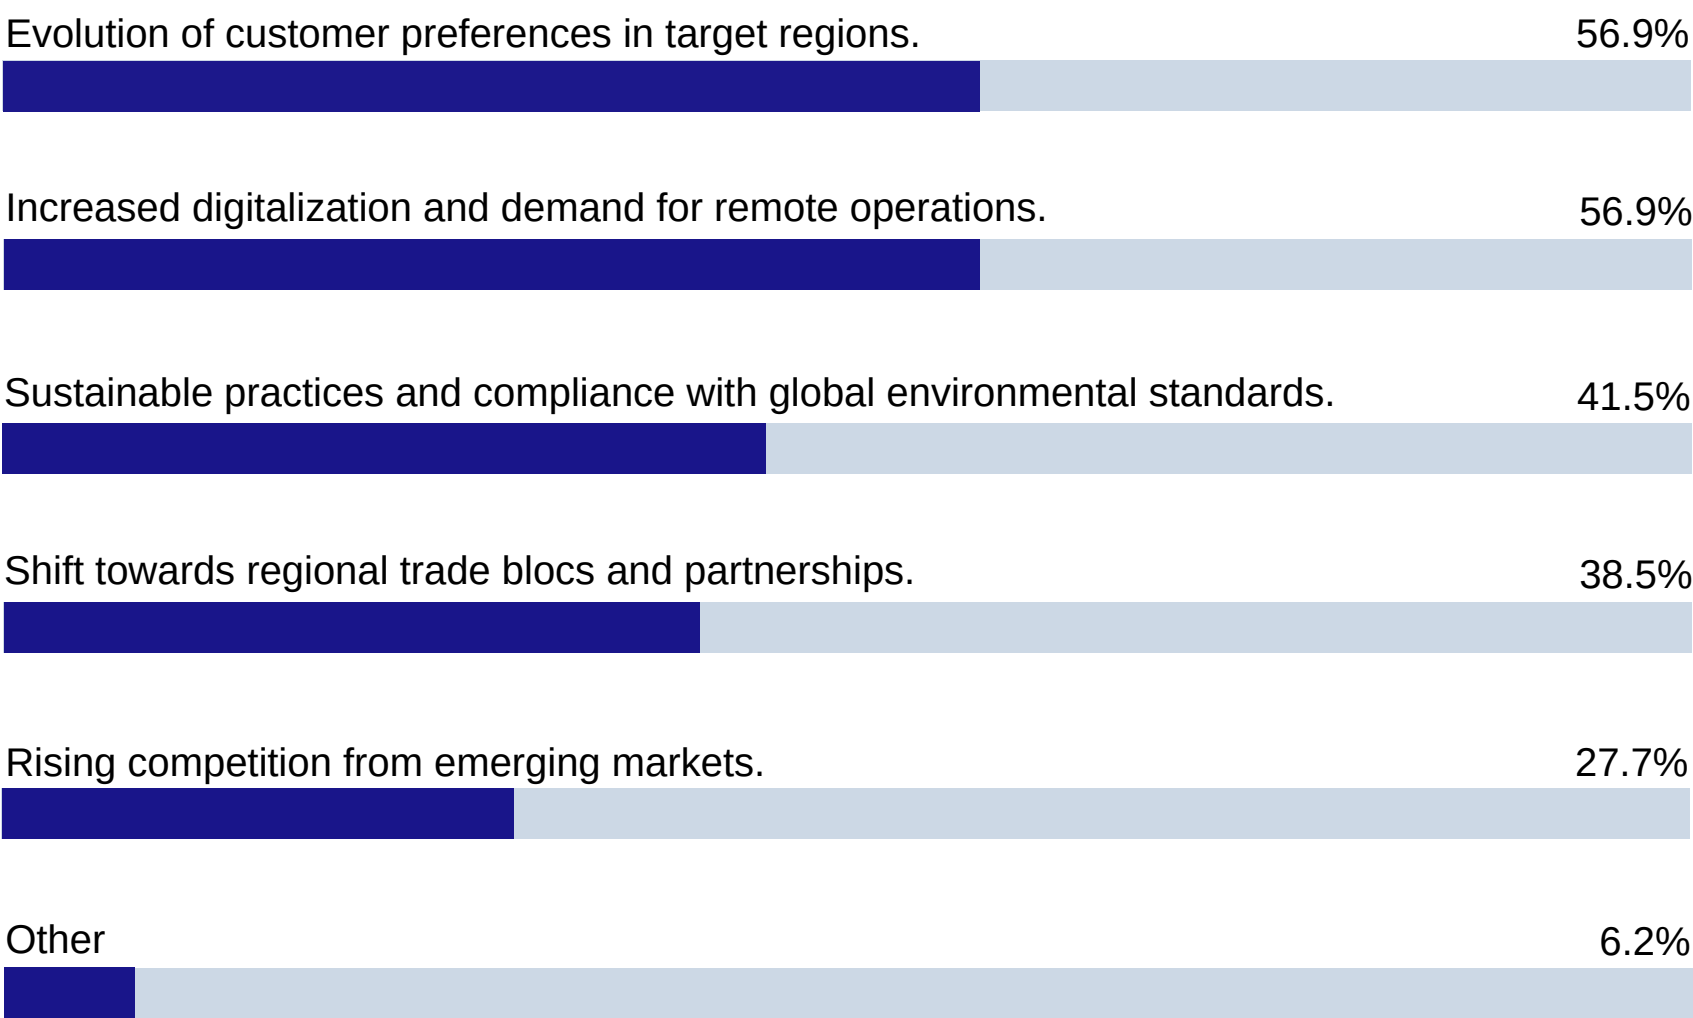 Evolution of customer preferences in target regions. 56.9%
Increased digitalization and demand for remote operations. 56.9%
Sustainable practices and compliance with global environmental standards. 41.5%
Shift towards regional trade blocs and partnerships. 38.5%
Rising competition from emerging markets. 27.7%
Other 6.2%